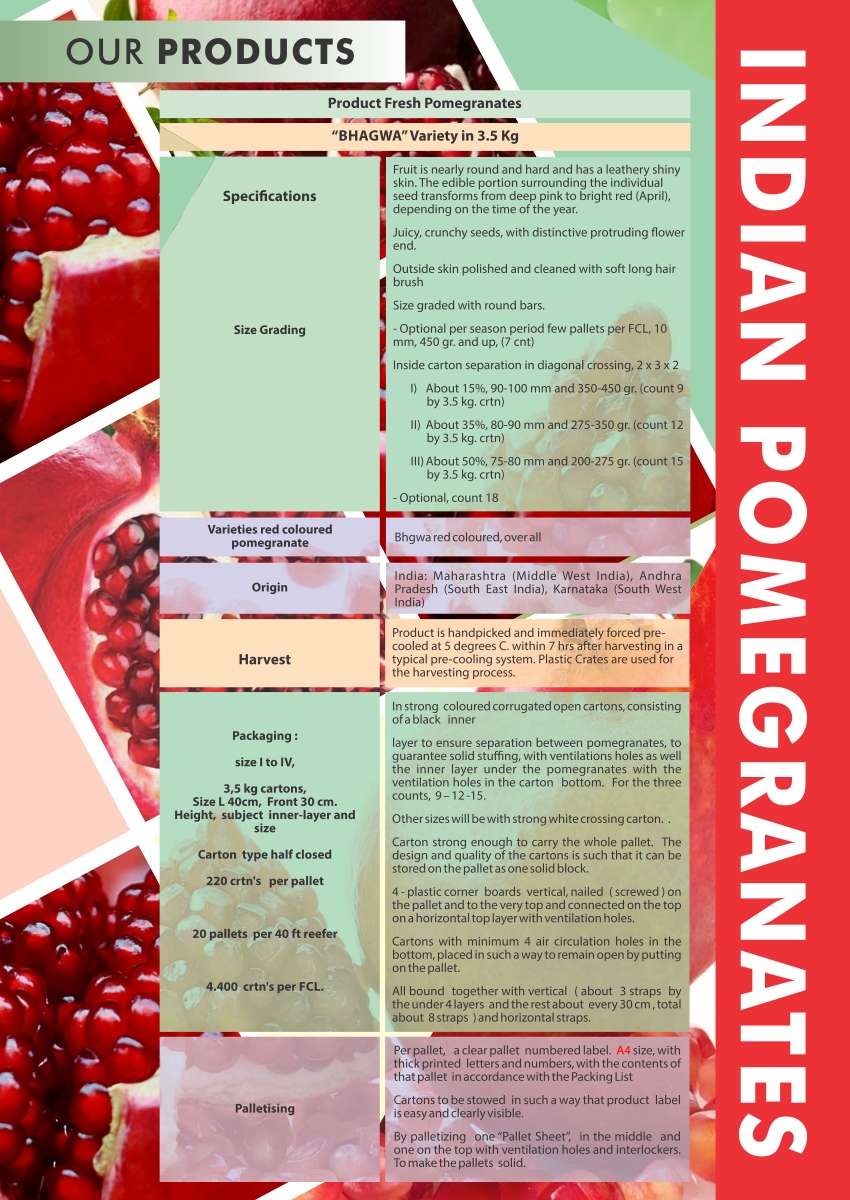 OUR PRODUCTS
Product Fresh Pomegranates
“BHAGWA” Variety in 3.5 Kg
Specifications
Fruit is nearly round and hard and has a leathery shiny
skin. The edible portion surrounding the individual
seed transforms from deep pink to bright red (April),
depending on the time of the year.
Juicy, crunchy seeds, with distinctive protruding flower
end.
Outside skin polished and cleaned with soft long hair
brush
Size graded with round bars.
Size Grading
- Optional per season period few pallets per FCL, 10
mm, 450 gr. and up, (7 cnt)
Inside carton separation in diagonal crossing, 2 x 3 x 2
I) About 15%, 90-100 mm and 350-450 gr. (count 9
by 3.5 kg. crtn)
II) About 35%, 80-90 mm and 275-350 gr. (count 12
by 3.5 kg. crtn)
III) About 50%, 75-80 mm and 200-275 gr. (count 15
by 3.5 kg. crtn)
- Optional, count 18
Varieties red coloured
pomegranate
Bhgwa red coloured, over all
Origin
India: Maharashtra (Middle West India), Andhra
Pradesh (South East India), Karnataka (South West
India)
Harvest
Product is handpicked and immediately forced pre-
cooled at 5 degrees C. within 7 hrs after harvesting in a
typical pre-cooling system. Plastic Crates are used for
the harvesting process.
Packaging :
size I to IV,
3,5 kg cartons,
Size L 40cm, Front 30 cm.
Height, subject inner-layer and
size
Carton type half closed
220 crtn's per pallet
20 pallets per 40 ft reefer
4.400 crtn's per FCL.
In strong coloured corrugated open cartons, consisting
of a black inner
layer to ensure separation between pomegranates, to
guarantee solid stuffing, with ventilations holes as well
the inner layer under the pomegranates with the
ventilation holes in the carton bottom. For the three
counts, 9 – 12 -15.
Other sizes will be with strong white crossing carton. .
Carton strong enough to carry the whole pallet. The
design and quality of the cartons is such that it can be
stored on the pallet as one solid block.
4 - plastic corner boards vertical, nailed ( screwed ) on
the pallet and to the very top and connected on the top
on a horizontal top layer with ventilation holes.
Cartons with minimum 4 air circulation holes in the
bottom, placed in such a way to remain open by putting
on the pallet.
All bound together with vertical ( about 3 straps by
the under 4 layers and the rest about every 30 cm , total
about 8 straps ) and horizontal straps.
Palletising
Per pallet, a clear pallet numbered label. A4 size, with
thick printed letters and numbers, with the contents of
that pallet in accordance with the Packing List
Cartons to be stowed in such a way that product label
is easy and clearly visible.
By palletizing one “Pallet Sheet”, in the middle and
one on the top with ventilation holes and interlockers.
To make the pallets solid.
INDIAN POMEGRANATES